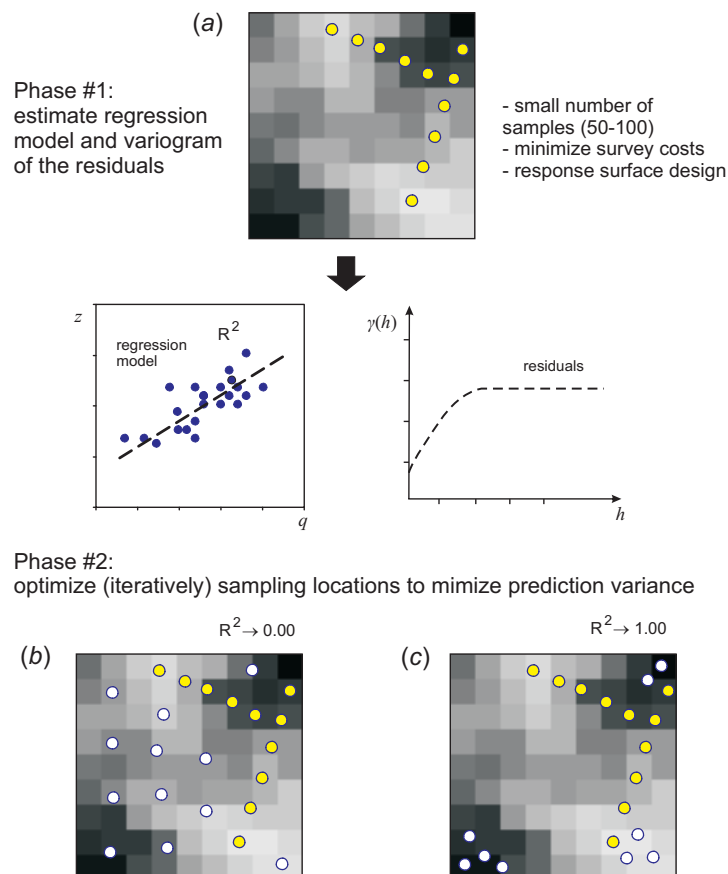 (a)
Phase #1:
estimate regression
model and variogram
of the residuals
- small number of
samples (50-100)
- minimize survey costs
- response surface design
z
regression
model
R²
q
γ(h)
residuals
h
Phase #2:
optimize (iteratively) sampling locations to mimize prediction variance
R² → 0.00
(b)
R² → 1.00
(c)